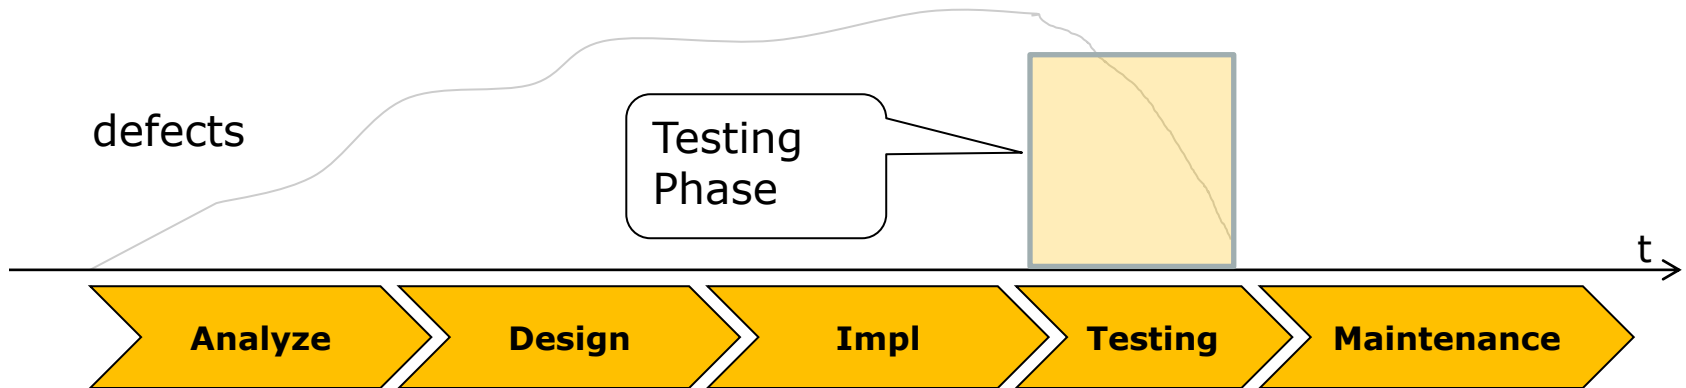 defects
Testing
Phase
t
Analyze
Design
Impl
Testing
Maintenance